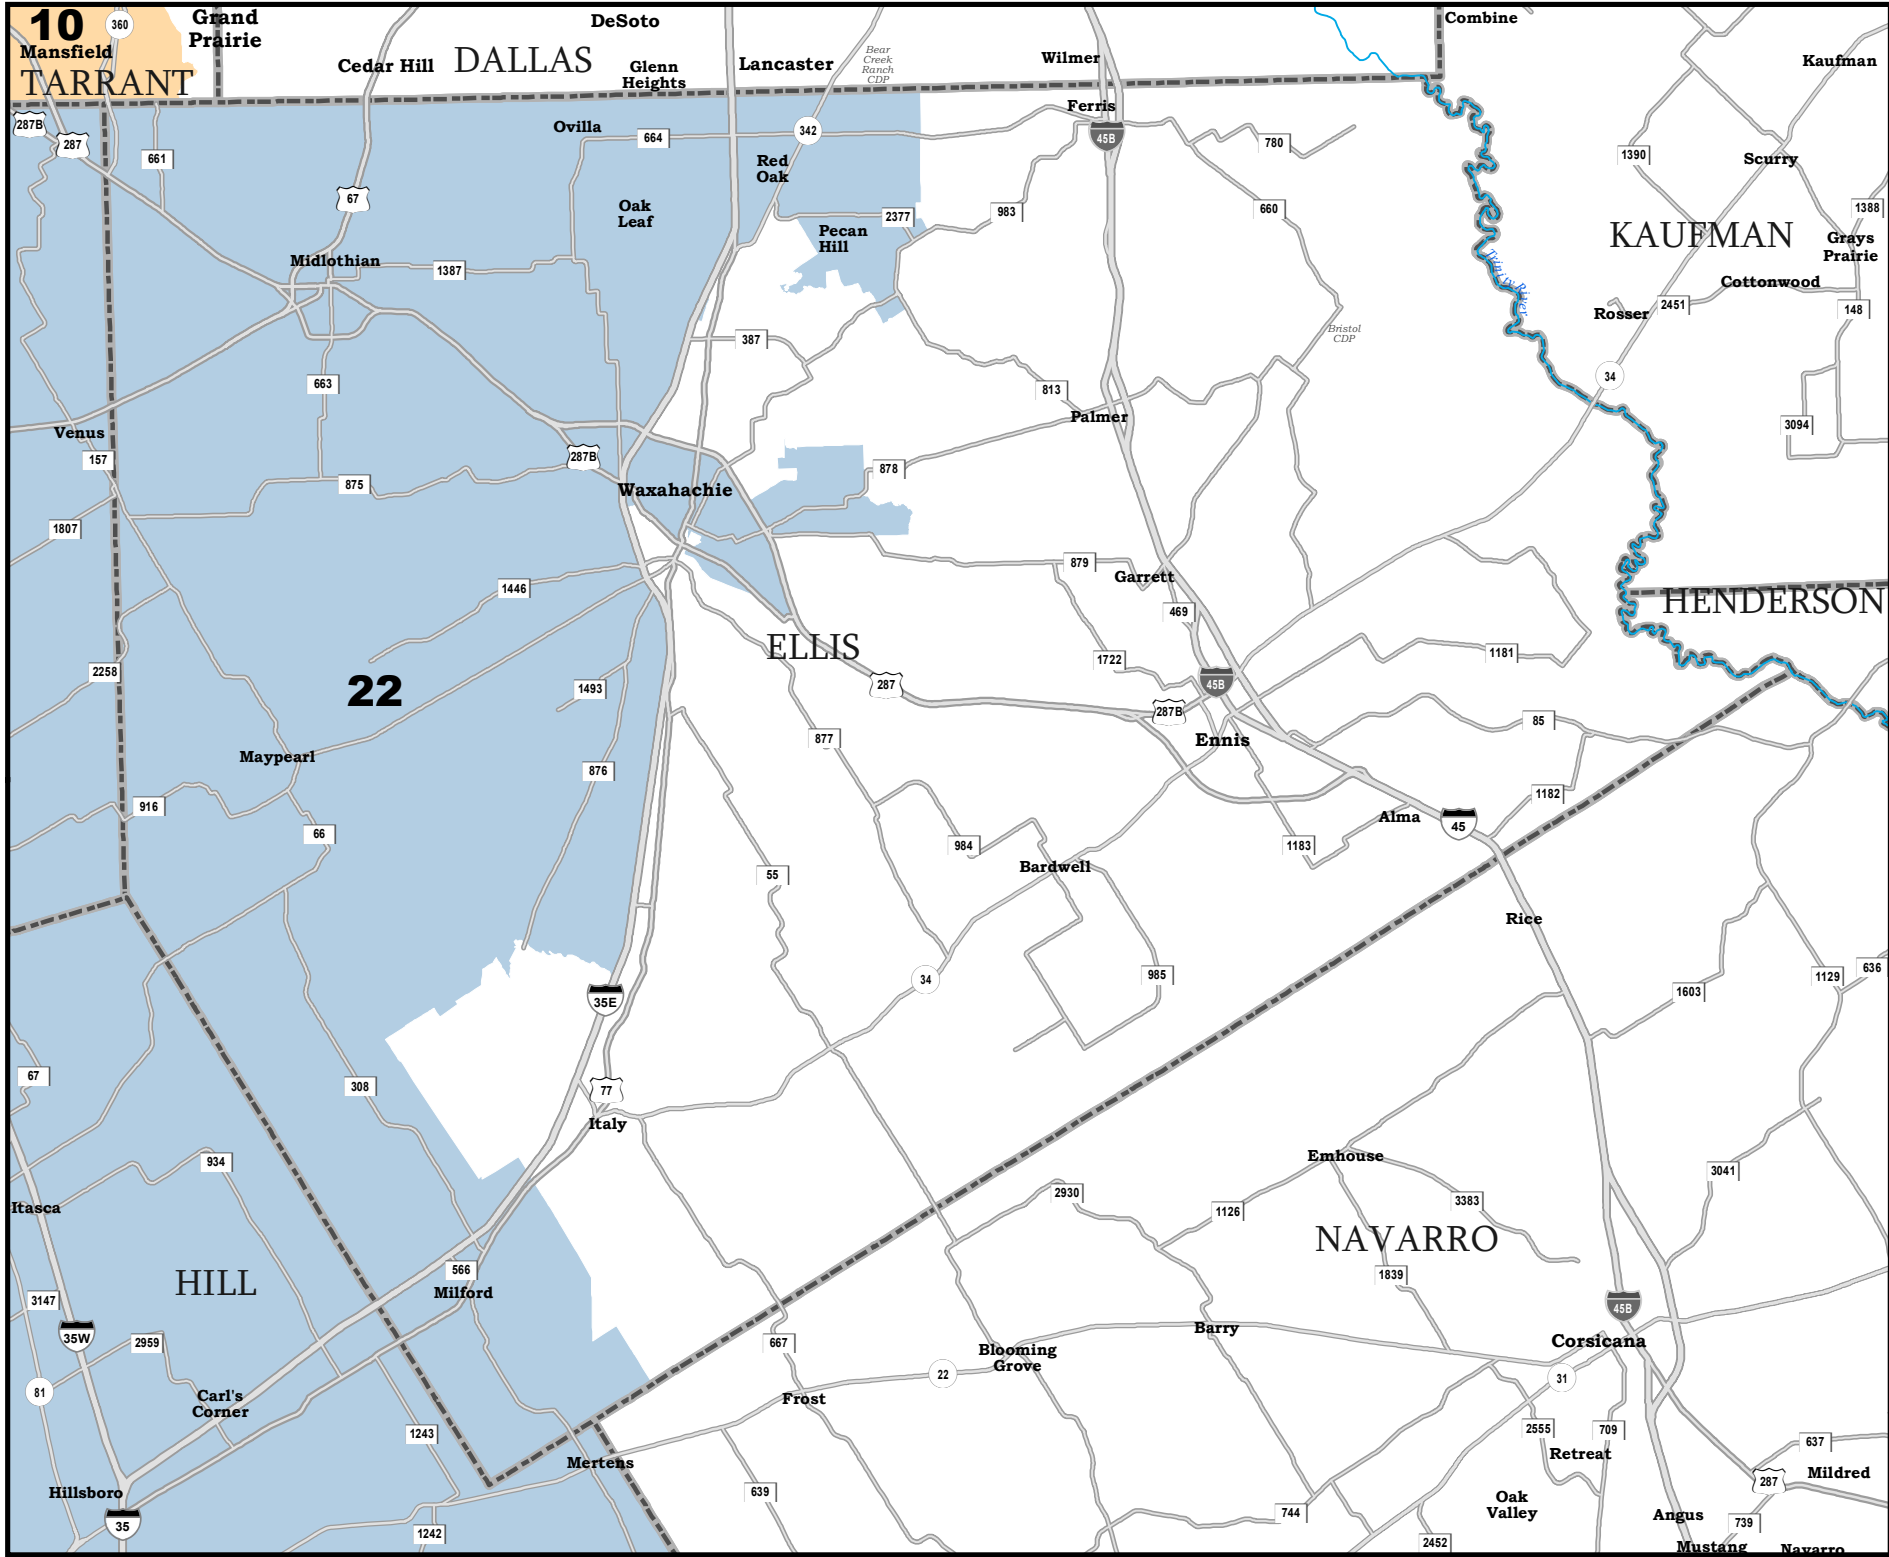 10
360
Mansfield
TARRANT
Grand
Prairie
Cedar Hill
DALLAS
DeSoto
Glenn
Heights
Lancaster
Bear
Creek
Ranch
CDP
Wilmer
Combine
Kaufman
287B
287
661
67
Ovilla
664
342
Red
Oak
Oak
Leaf
Ferris
45B
780
1390
Scurry
1388
983
660
2377
Pecan
Hill
KAUFMAN
Grays
Prairie
Midlothian
1387
Trinity River
Cottonwood
2451
Rosser
148
387
Bristol
CDP
663
813
34
Palmer
3094
Venus
157
287B
878
875
Waxahachie
1807
1446
879
Garrett
469
HENDERSON
ELLIS
1722
1181
2258
22
1493
287
45B
287B
85
Ennis
877
Maypearl
876
916
66
1182
Alma
45
984
1183
Bardwell
55
Rice
34
985
1129
636
1603
35E
67
308
77
Italy
934
Emhouse
3041
2930
3383
1126
Itasca
NAVARRO
1839
566
HILL
Milford
3147
45B
35W
2959
667
Barry
Corsicana
Blooming
Grove
22
31
81
Carl's
Corner
Frost
1243
2555
709
Retreat
637
Mertens
Mildred
287
Hillsboro
639
Oak
Valley
744
Angus
739
35
1242
2452
Mustang
Navarro